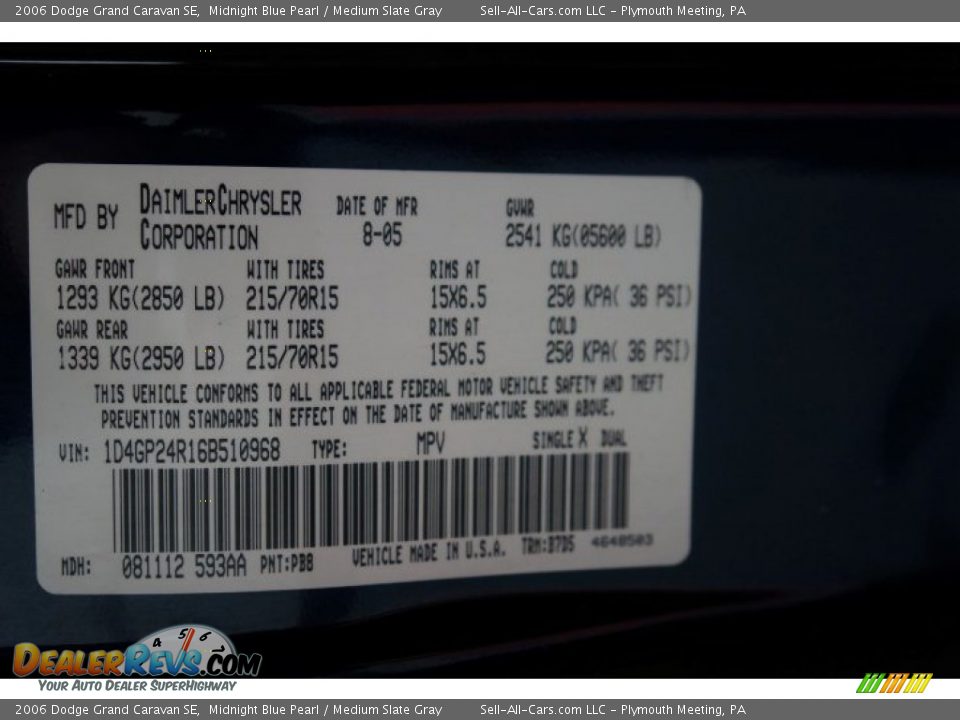 2006 Dodge Grand Caravan SE,  Midnight Blue Pearl / Medium Slate Gray        Sell-All-Cars.com LLC - Plymouth Meeting, PA
MFD BY DAIMLERCHRYSLER CORPORATION DATE OF MFR 8-05 GVWR 2541 KG(05600 LB)
GAWR FRONT WITH TIRES RIMS AT COLD
1293 KG(2850 LB) 215/70R15 15X6.5 250 KPA( 36 PSI)
GAWR REAR WITH TIRES RIMS AT COLD
1339 KG(2950 LB) 215/70R15 15X6.5 250 KPA( 36 PSI)
THIS VEHICLE CONFORMS TO ALL APPLICABLE FEDERAL MOTOR VEHICLE SAFETY AND THEFT
PREVENTION STANDARDS IN EFFECT ON THE DATE OF MANUFACTURE SHOWN ABOVE.
VIN: 1D4GP24R16B510968 TYPE: MPV SINGLE X DUAL
MDH: 081112 593AA PNT:PB8 VEHICLE MADE IN U.S.A. TRM:B7D5 4648503
4 5 6 7
DEALERREVS.COM
YOUR AUTO DEALER SUPERHIGHWAY
2006 Dodge Grand Caravan SE,  Midnight Blue Pearl / Medium Slate Gray        Sell-All-Cars.com LLC - Plymouth Meeting, PA